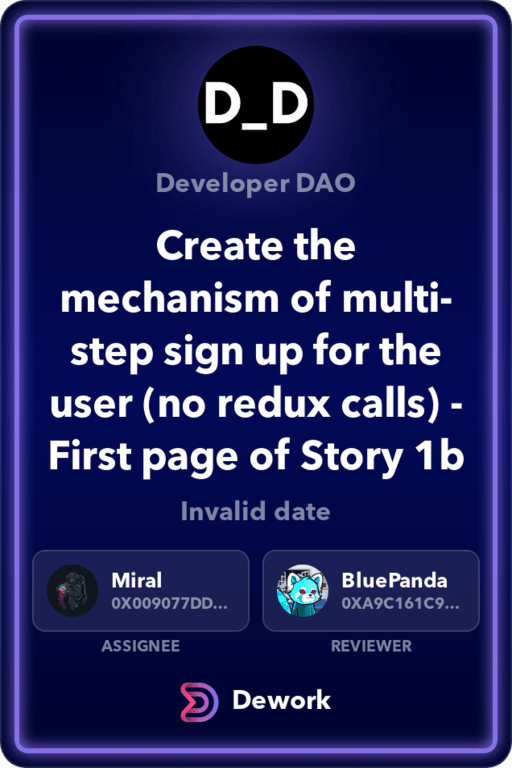 D_D
Developer DAO
Create the
mechanism of multi-
step sign up for the
user (no redux calls) -
First page of Story 1b
Invalid date
Miral
0X009077DD...
BluePanda
0XA9C161C9...
ASSIGNEE
REVIEWER
Dework